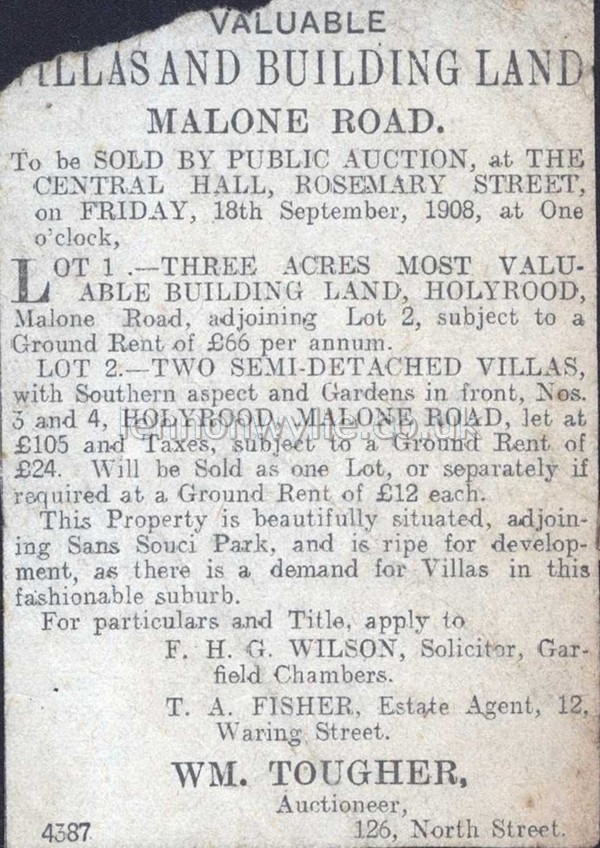 VALUABLE
VILLAS AND BUILDING LAND
MALONE ROAD.
To be SOLD BY PUBLIC AUCTION, at THE
CENTRAL HALL, ROSEMARY STREET,
on FRIDAY, 18th September, 1908, at One
o'clock,
LOT 1.—THREE ACRES MOST VALU-
ABLE BUILDING LAND, HOLYROOD,
Malone Road, adjoining Lot 2, subject to a
Ground Rent of £66 per annum.
LOT 2.—TWO SEMI-DETACHED VILLAS,
with Southern aspect and Gardens in front, Nos.
3 and 4, HOLYROOD, MALONE ROAD, let at
lennonwylie.co.uk
£105 and Taxes, subject to a Ground Rent of
£24. Will be Sold as one Lot, or separately if
required at a Ground Rent of £12 each.
This Property is beautifully situated, adjoin-
ing Sans Souci Park, and is ripe for develop-
ment, as there is a demand for Villas in this
fashionable suburb.
For particulars and Title, apply to
F. H. G. WILSON, Solicitor, Gar-
field Chambers.
T. A. FISHER, Estate Agent, 12,
Waring Street.
WM. TOUGHER,
Auctioneer,
4387 126, North Street.